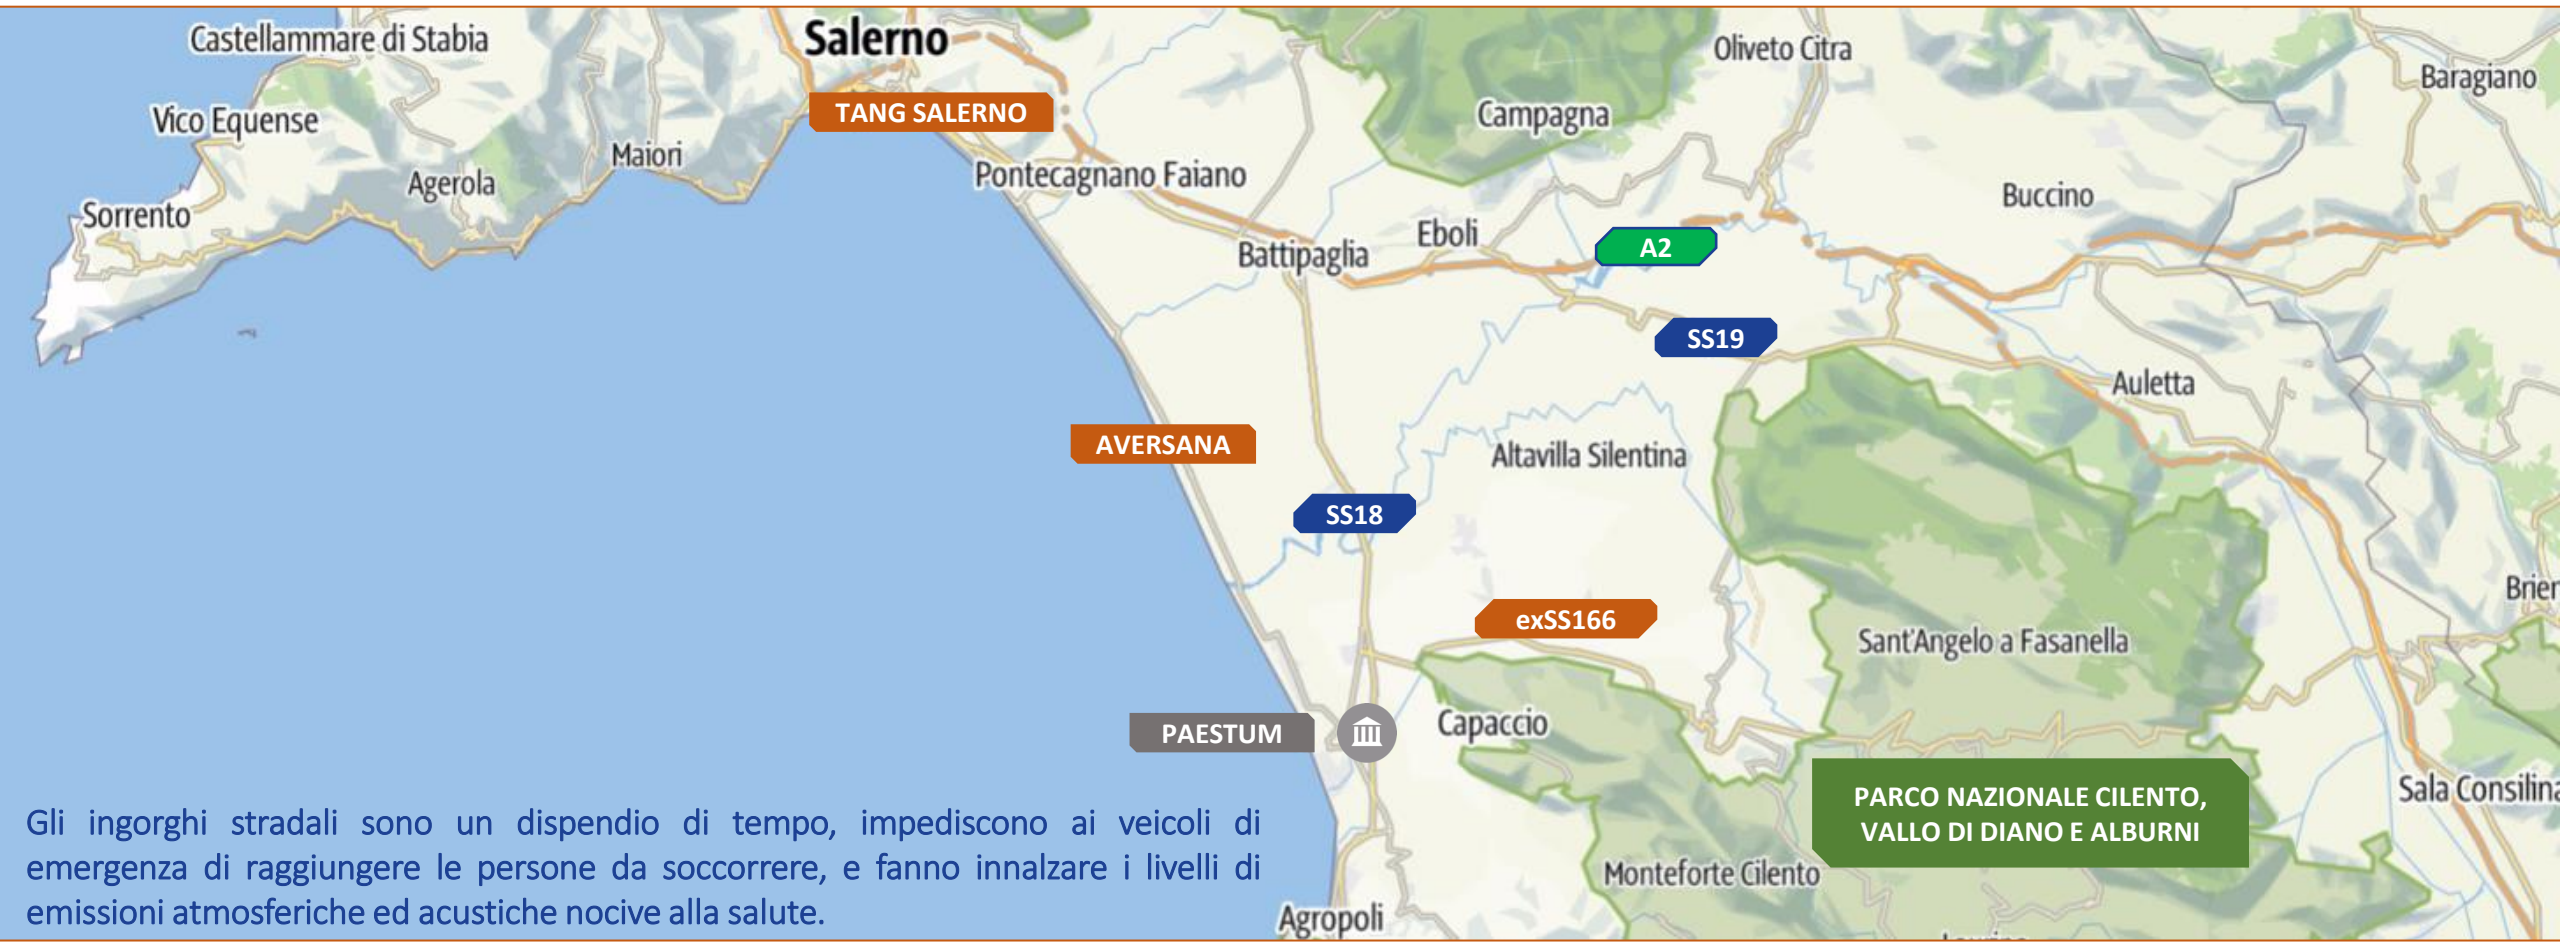 Castellammare di Stabia
Salerno
Oliveto Citra
Baragiano
Vico Equense
TANG SALERNO
Campagna
Maiori
Agerola
Pontecagnano Faiano
Sorrento
Buccino
Eboli
Battipaglia
A2
SS19
Auletta
AVERSANA
Altavilla Silentina
SS18
Brien
exSS166
Sant'Angelo a Fasanella
PAESTUM
Capaccio
Sala Consilina
PARCO NAZIONALE CILENTO,
VALLO DI DIANO E ALBURNI
Monteforte Cilento
Agropoli
Gli ingorghi stradali sono un dispendio di tempo, impediscono ai veicoli di
emergenza di raggiungere le persone da soccorrere, e fanno innalzare i livelli di
emissioni atmosferiche ed acustiche nocive alla salute.